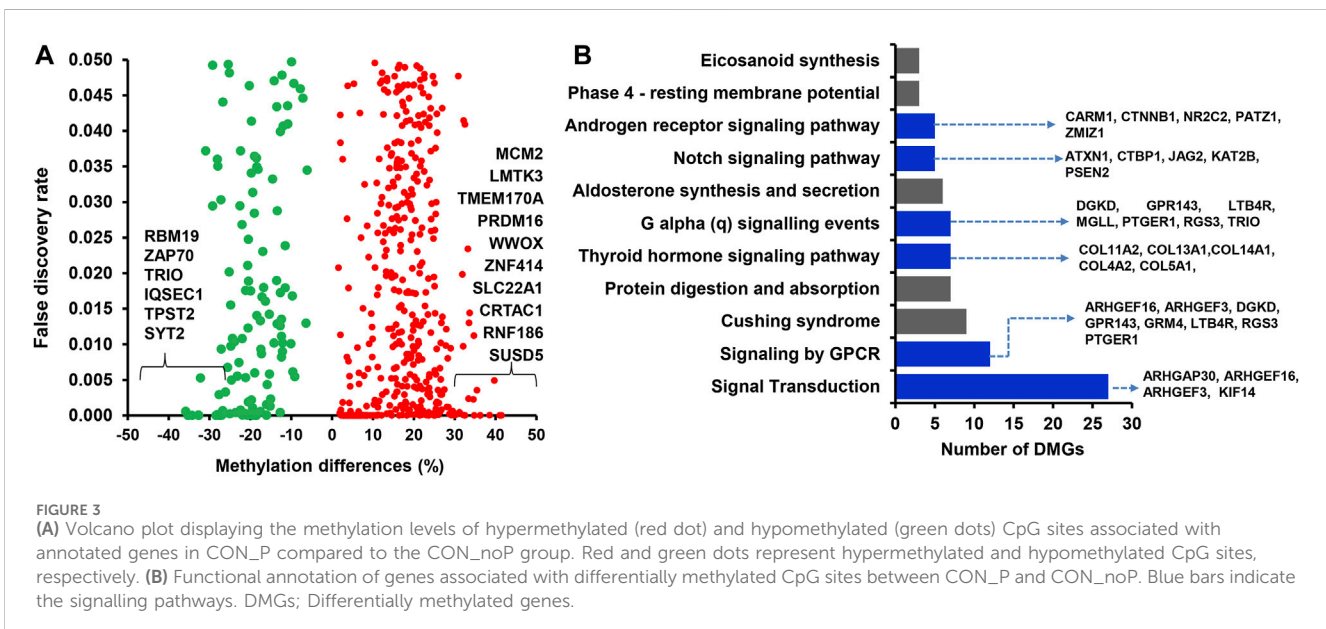 A
0.050
0.045
0.040
0.035
0.030
0.025
0.020
0.015
0.010
0.005
0.000
False discovery rate
-50 -40 -30 -20 -10 0 10 20 30 40 50
Methylation differences (%)
RBM19
ZAP70
TRIO
IQSEC1
TPST2
SYT2
MCM2
LMTK3
TMEM170A
PRDM16
WWOX
ZNF414
SLC22A1
CRTAC1
RNF186
SUSD5
B
Eicosanoid synthesis
Phase 4 - resting membrane potential
Androgen receptor signaling pathway
Notch signaling pathway
Aldosterone synthesis and secretion
G alpha (q) signalling events
Thyroid hormone signaling pathway
Protein digestion and absorption
Cushing syndrome
Signaling by GPCR
Signal Transduction
CARM1, CTNNB1, NR2C2, PATZ1,
ZMIZ1
ATXN1, CTBP1, JAG2, KAT2B,
PSEN2
DGKD, GPR143, LTB4R,
MGLL, PTGER1, RGS3, TRIO
COL11A2, COL13A1,COL14A1,
COL4A2, COL5A1,
ARHGEF16, ARHGEF3, DGKD,
GPR143, GRM4, LTB4R, RGS3
PTGER1
ARHGAP30, ARHGEF16,
ARHGEF3, KIF14
0 5 10 15 20 25 30
Number of DMGs
FIGURE 3
(A) Volcano plot displaying the methylation levels of hypermethylated (red dot) and hypomethylated (green dots) CpG sites associated with
annotated genes in CON_P compared to the CON_noP group. Red and green dots represent hypermethylated and hypomethylated CpG sites,
respectively. (B) Functional annotation of genes associated with differentially methylated CpG sites between CON_P and CON_noP. Blue bars indicate
the signalling pathways. DMGs; Differentially methylated genes.